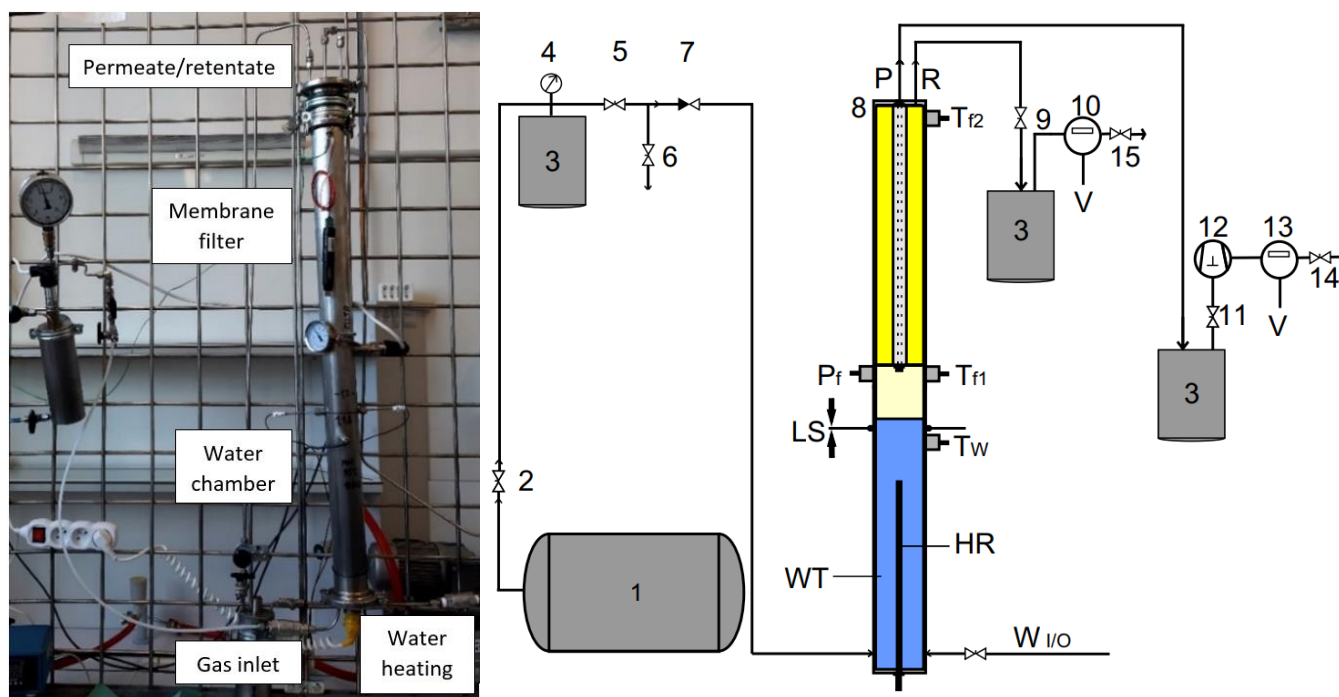 Permeate/retentate
Membrane
filter
Water
chamber
Gas inlet
Water
heating
4
5
7
3
6
2
1
P
R
8
Tf2
9
10
15
V
3
12
13
14
11
V
3
Pf
Tf1
LS
TW
HR
WT
W I/O